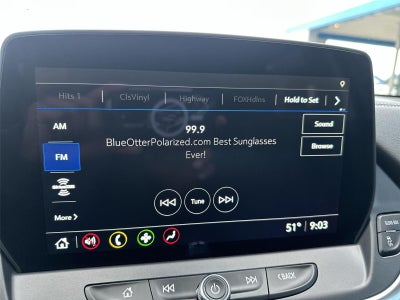 Hits 1 ClsVinyl Highway FOXHdlns Hold to Set
AM
99.9
Sound
BlueOtterPolarized.com Best Sunglasses
Ever!
Browse
FM
Tune
More >
51° 9:03
BACK